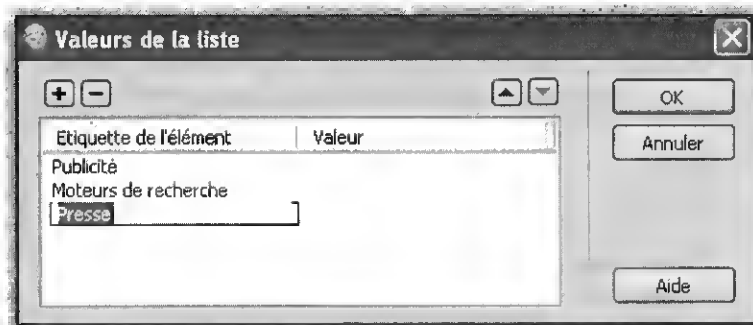 Valeurs de la liste
OK
Etiquette de l'élément Valeur
Annuler
Publicité
Moteurs de recherche
Presse
Aide